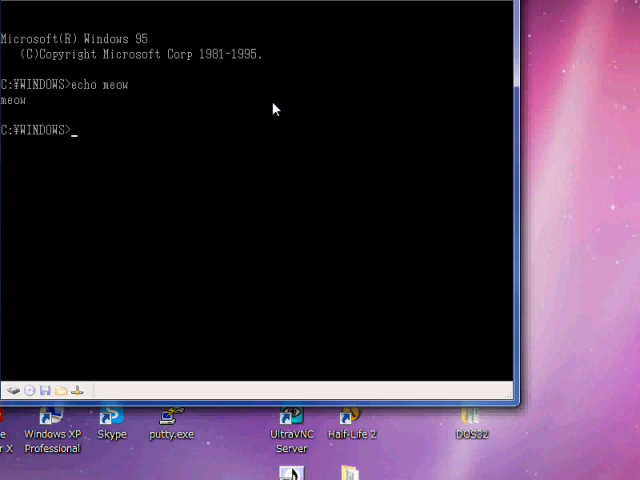 Microsoft(R) Windows 95
(C)Copyright Microsoft Corp 1981-1995.
C:¥WINDOWS>echo meow
meow
C:¥WINDOWS>_
e
r X
Windows XP
Professional
Skype
putty.exe
UltraVNC
Server
Half-Life 2
DOS32